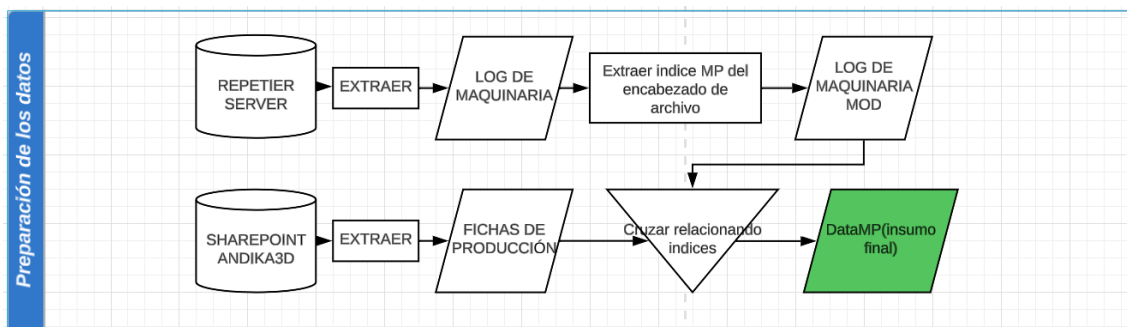 Preparación de los datos
REPETIER
SERVER
EXTRAER
LOG DE
MAQUINARIA
Extraer indice MP del
encabezado de
archivo
LOG DE
MAQUINARIA
MOD
SHAREPOINT
ANDIKA3D
EXTRAER
FICHAS DE
PRODUCCIÓN
Cruzar relacionando
indices
DataMP(insumo
final)